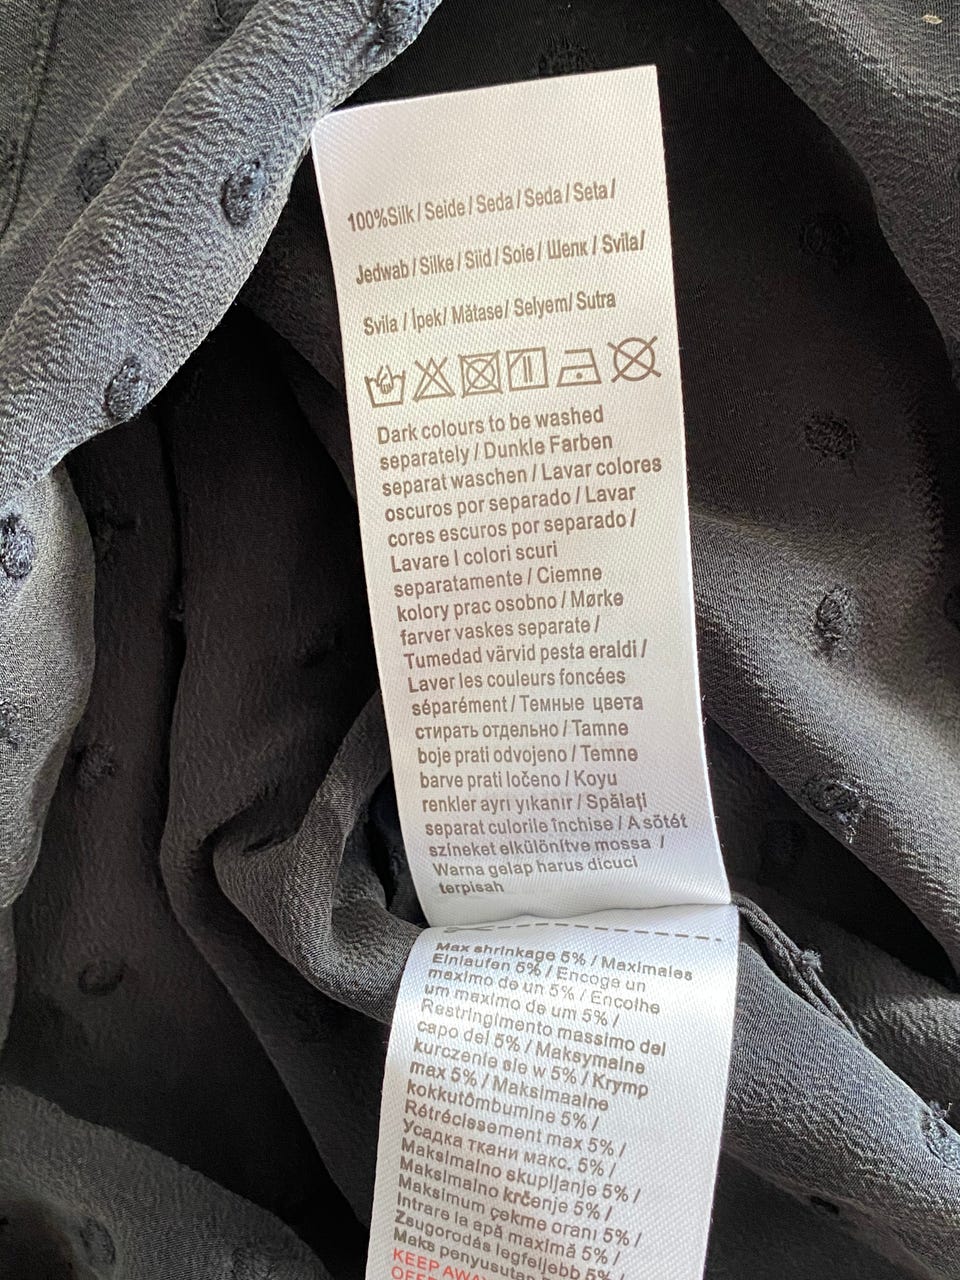 100%Silk / Seide / Seda / Seda / Seta /
Jedwab / Silke / Siid / Soie / Шелк / Svila/
Svila / İpek/ Mătase/ Selyem/ Sutra
Dark colours to be washed
separately / Dunkle Farben
separat waschen / Lavar colores
oscuros por separado / Lavar
cores escuros por separado /
Lavare I colori scuri
separatamente / Ciemne
kolory prac osobno / Mørke
farver vaskes separate /
Tumedad värvid pesta eraldi /
Laver les couleurs foncées
séparément / Темные цвета
стирать отдельно / Tamne
boje prati odvojeno / Temne
barve prati ločeno / Koyu
renkler ayrı yıkanır / Spălaţi
separat culorile închise / A sötét
színeket elkülönítve mossa /
Warna gelap harus dicuci
terpisah
Max shrinkage 5% / Maximales
Einlaufen 5% / Encoge un
maximo de un 5% / Encolhe
um maximo de um 5% /
Restringimento massimo del
capo del 5% / Maksymalne
kurczenie sie w 5% / Krymp
max 5% / Maksimaalne
kokkutõmbumine 5% /
Rétrécissement max 5% /
Усадка ткани макс. 5% /
Maksimalno skupljanje 5% /
Maksimalno krčenje 5% /
Maksimum çekme oranı 5% /
Intrare la apă maximă 5% /
Zsugorodás legfeljebb 5% /
Maks penyusutan
KEEP